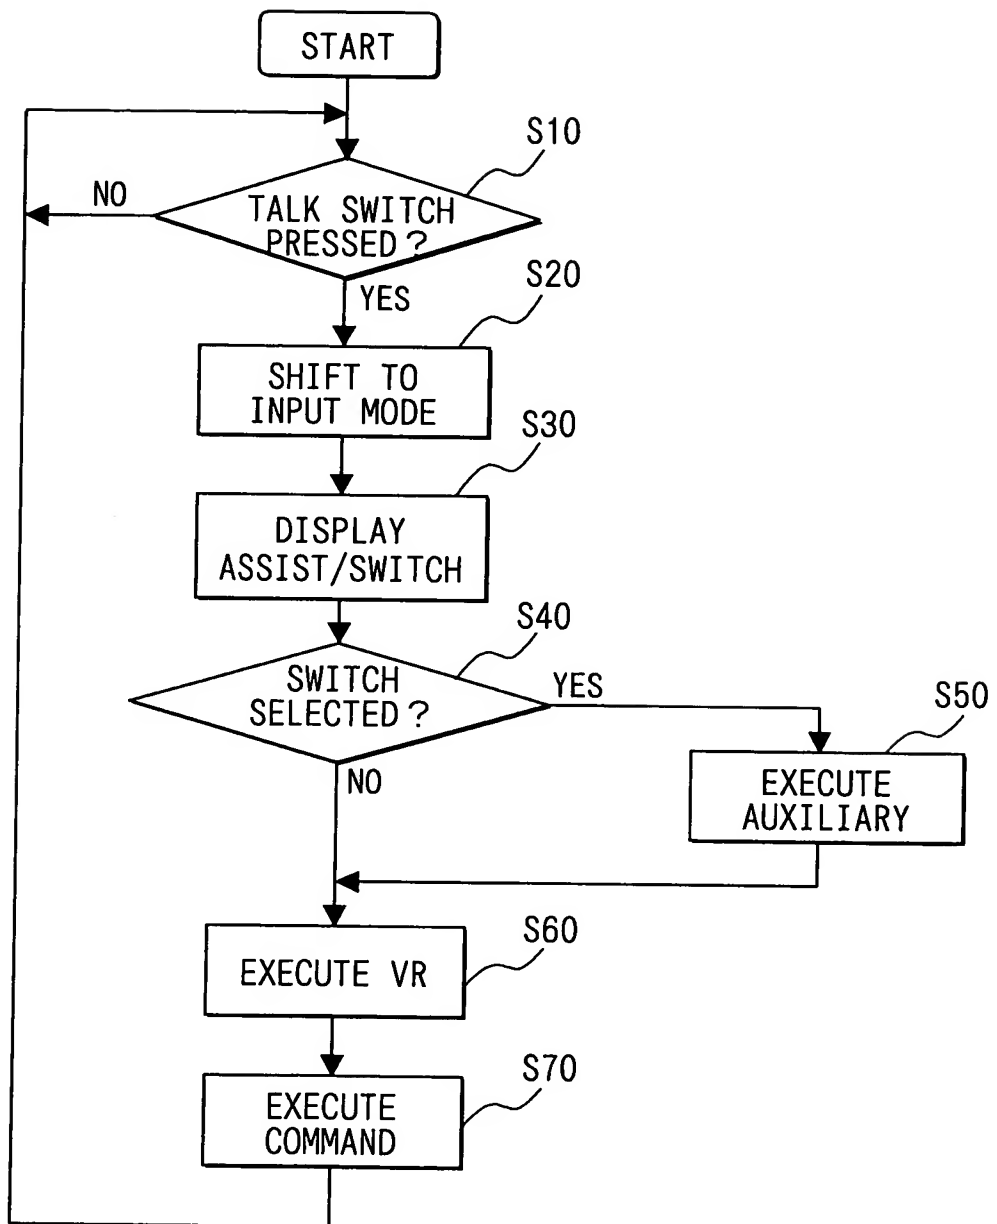 START
S10
NO
TALK SWITCH
PRESSED?
YES
S20
SHIFT TO
INPUT MODE
S30
DISPLAY
ASSIST/SWITCH
S40
SWITCH
SELECTED?
YES
S50
NO
EXECUTE
AUXILIARY
S60
EXECUTE VR
S70
EXECUTE
COMMAND